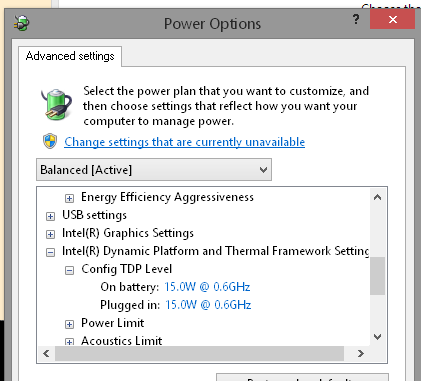 Choose the
Power Options
?
Advanced settings
Select the power plan that you want to customize, and
then choose settings that reflect how you want your
computer to manage power.
Change settings that are currently unavailable
Balanced [Active]
Energy Efficiency Aggressiveness
USB settings
Intel(R) Graphics Settings
Intel(R) Dynamic Platform and Thermal Framework Setting
Config TDP Level
On battery: 15.0W @ 0.6GHz
Plugged in: 15.0W @ 0.6GHz
Power Limit
Acoustics Limit